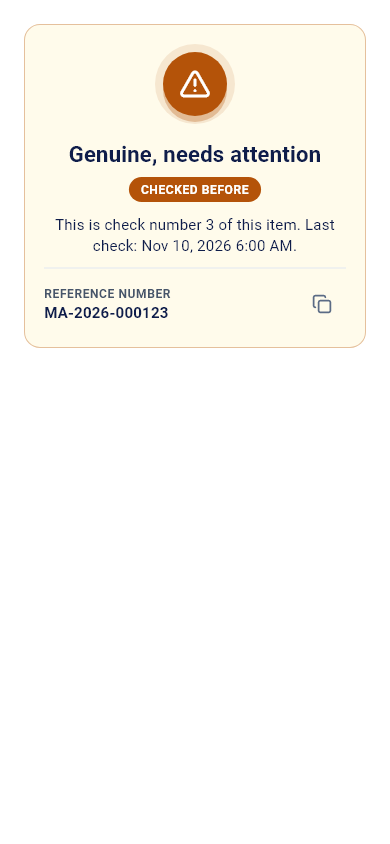 Genuine, needs attention
CHECKED BEFORE
This is check number 3 of this item. Last
check: Nov 10, 2026 6:00 AM.
REFERENCE NUMBER
MA-2026-000123